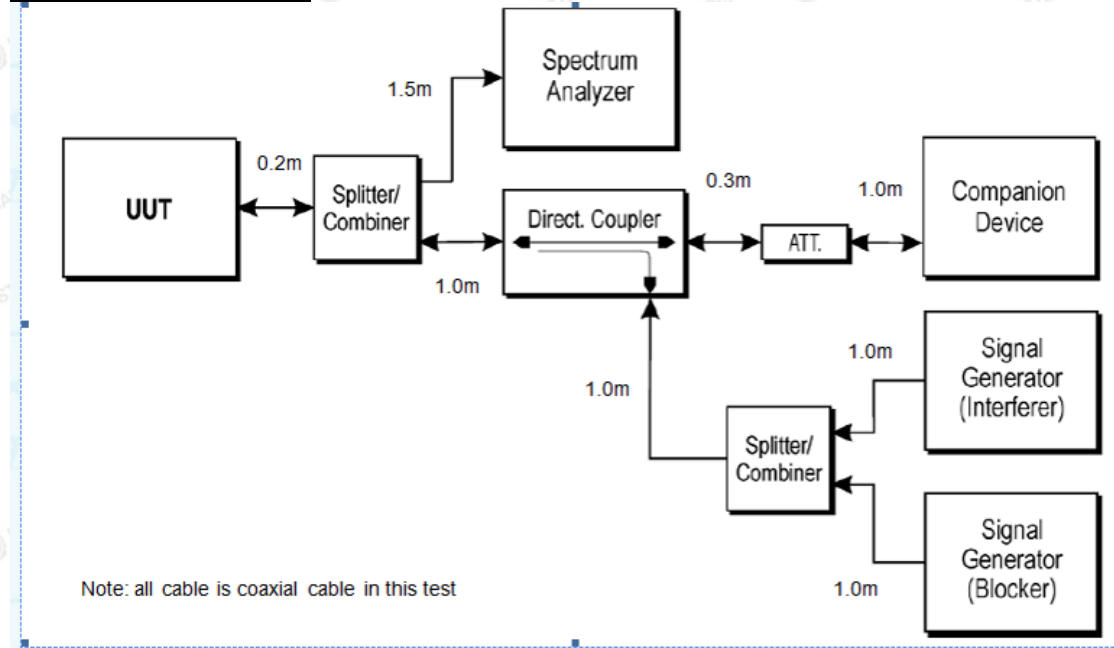 Spectrum
Analyzer
1.5m
UUT
0.2m
Splitter/
Combiner
1.0m
Direct. Coupler
0.3m
ATT.
1.0m
Companion
Device
1.0m
Splitter/
Combiner
1.0m
Signal
Generator
(Interferer)
1.0m
Signal
Generator
(Blocker)
Note: all cable is coaxial cable in this test